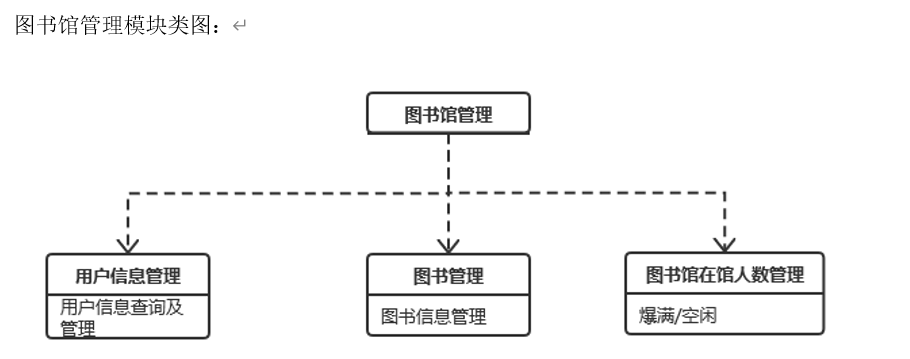 图书馆管理模块类图：
图书馆管理
用户信息管理
用户信息查询及
管理
图书管理
图书信息管理
图书馆在馆人数管理
爆满/空闲